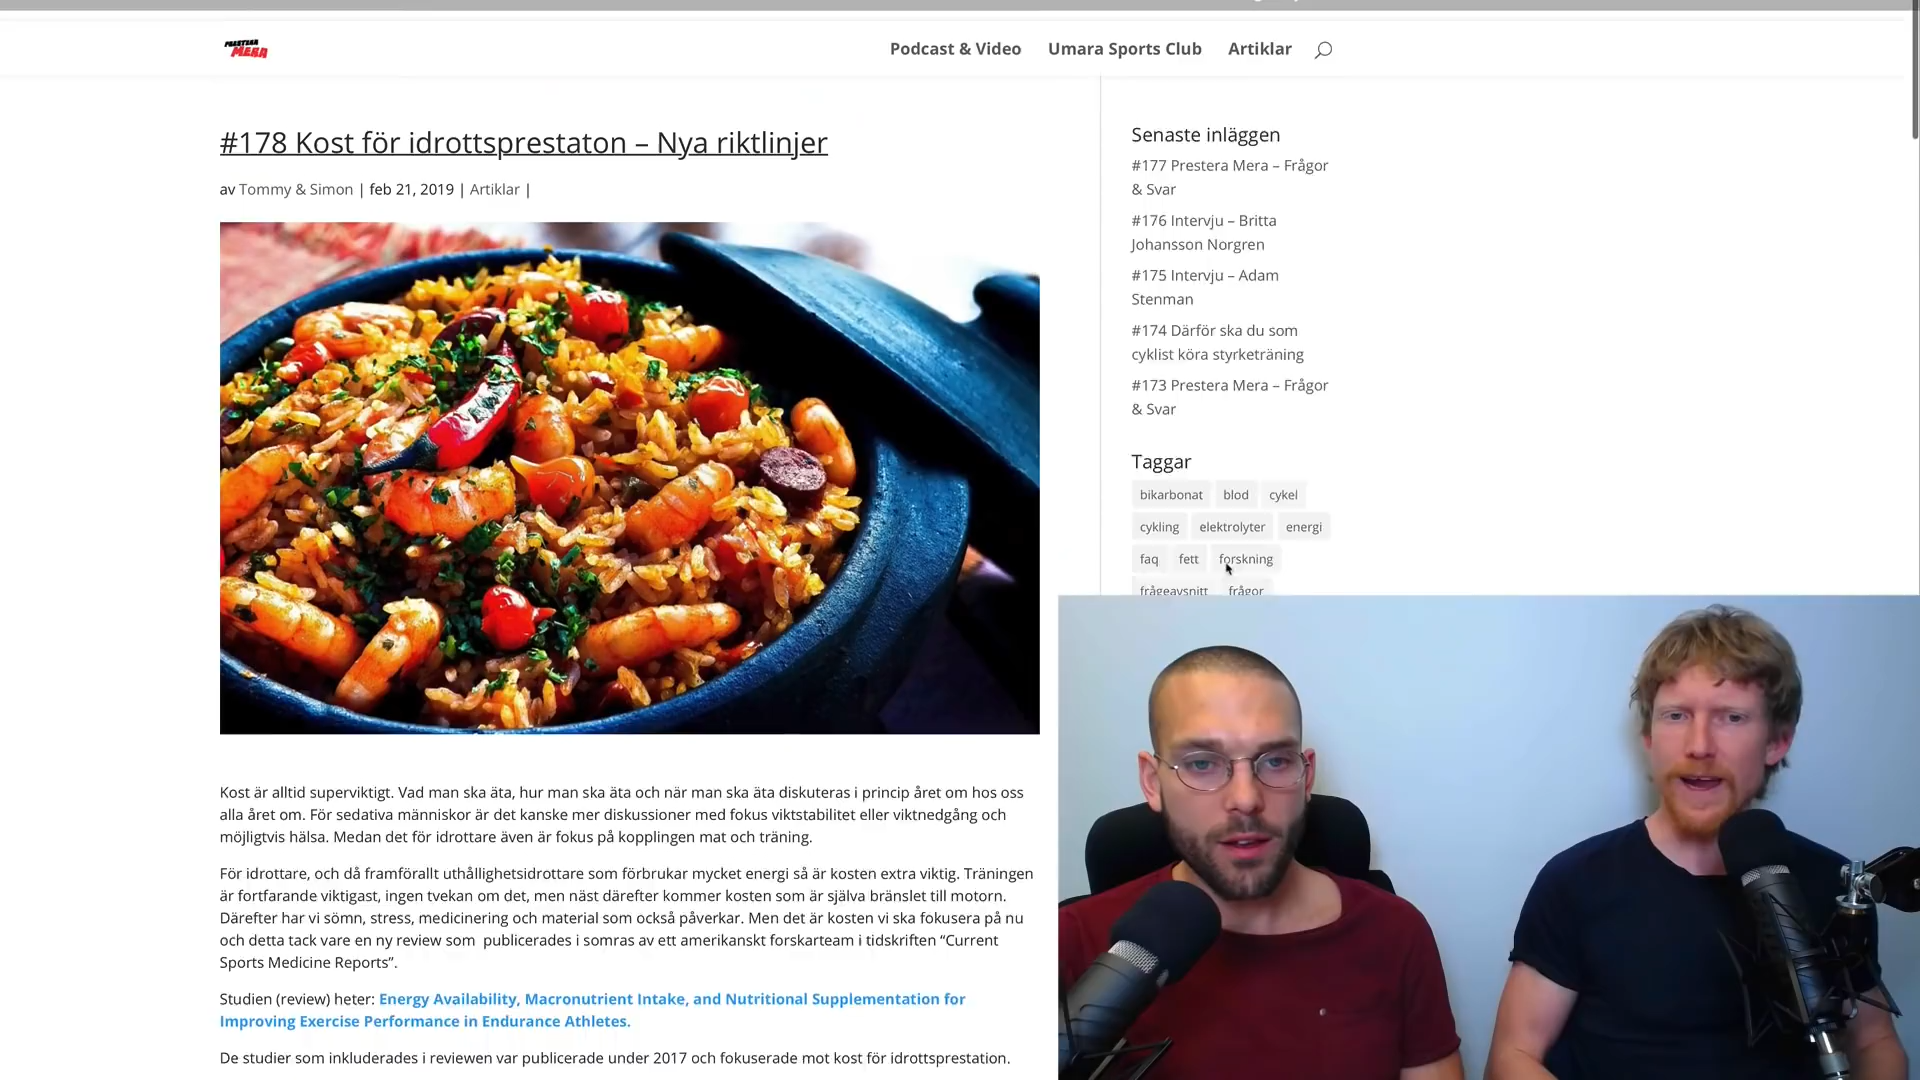 PRESTERA
MERA
Podcast & Video
Umara Sports Club
Artiklar
#178 Kost för idrottsprestaton – Nya riktlinjer
av Tommy & Simon | feb 21, 2019 | Artiklar |
Kost är alltid superviktigt. Vad man ska äta, hur man ska äta och när man ska äta diskuteras i princip året om hos oss
alla året om. För sedativa människor är det kanske mer diskussioner med fokus viktstabilitet eller viktnedgång och
möjligtvis hälsa. Medan det för idrottare även är fokus på kopplingen mat och träning.
För idrottare, och då framförallt uthållighetsidrottare som förbrukar mycket energi så är kosten extra viktig. Träningen
är fortfarande viktigast, ingen tvekan om det, men näst därefter kommer kosten som är själva bränslet till motorn.
Därefter har vi sömn, stress, medicinering och material som också påverkar. Men det är kosten vi ska fokusera på nu
och detta tack vare en ny review som  publicerades i somras av ett amerikanskt forskarteam i tidskriften “Current
Sports Medicine Reports”.
Studien (review) heter: Energy Availability, Macronutrient Intake, and Nutritional Supplementation for
Improving Exercise Performance in Endurance Athletes.
De studier som inkluderades i reviewen var publicerade under 2017 och fokuserade mot kost för idrottsprestation.
Senaste inläggen
#177 Prestera Mera – Frågor
& Svar
#176 Intervju – Britta
Johansson Norgren
#175 Intervju – Adam
Stenman
#174 Därför ska du som
cyklist köra styrketräning
#173 Prestera Mera – Frågor
& Svar
Taggar
bikarbonat blod cykel
cykling elektrolyter energi
faq fett forskning
frågeavsnitt frågor